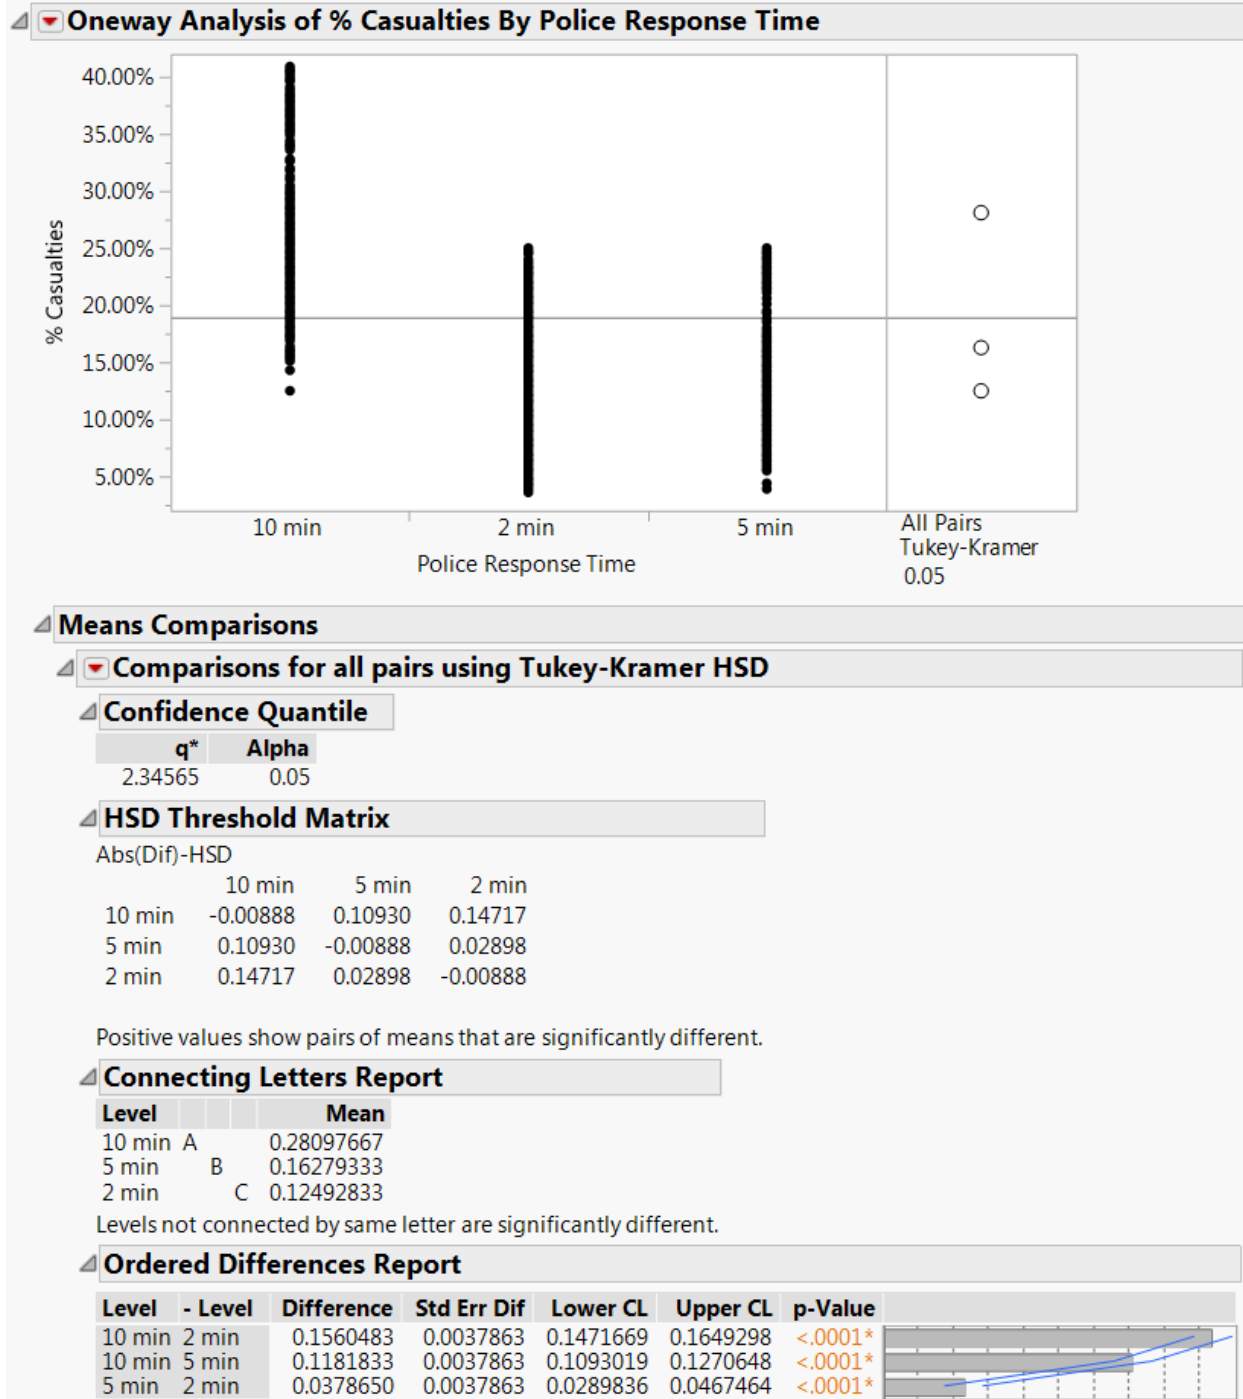 Oneway Analysis of % Casualties By Police Response Time
40.00%
35.00%
30.00%
25.00%
20.00%
15.00%
10.00%
5.00%
% Casualties
10 min 2 min 5 min
Police Response Time
All Pairs
Tukey-Kramer
0.05
Means Comparisons
Comparisons for all pairs using Tukey-Kramer HSD
Confidence Quantile
q* Alpha
2.34565 0.05
HSD Threshold Matrix
Abs(Dif)-HSD
10 min 5 min 2 min
10 min -0.00888 0.10930 0.14717
5 min 0.10930 -0.00888 0.02898
2 min 0.14717 0.02898 -0.00888
Positive values show pairs of means that are significantly different.
Connecting Letters Report
Level Mean
10 min A 0.28097667
5 min B 0.16279333
2 min C 0.12492833
Levels not connected by same letter are significantly different.
Ordered Differences Report
Level - Level Difference Std Err Dif Lower CL Upper CL p-Value
10 min 2 min 0.1560483 0.0037863 0.1471669 0.1649298 <.0001*
10 min 5 min 0.1181833 0.0037863 0.1093019 0.1270648 <.0001*
5 min 2 min 0.0378650 0.0037863 0.0289836 0.0467464 <.0001*